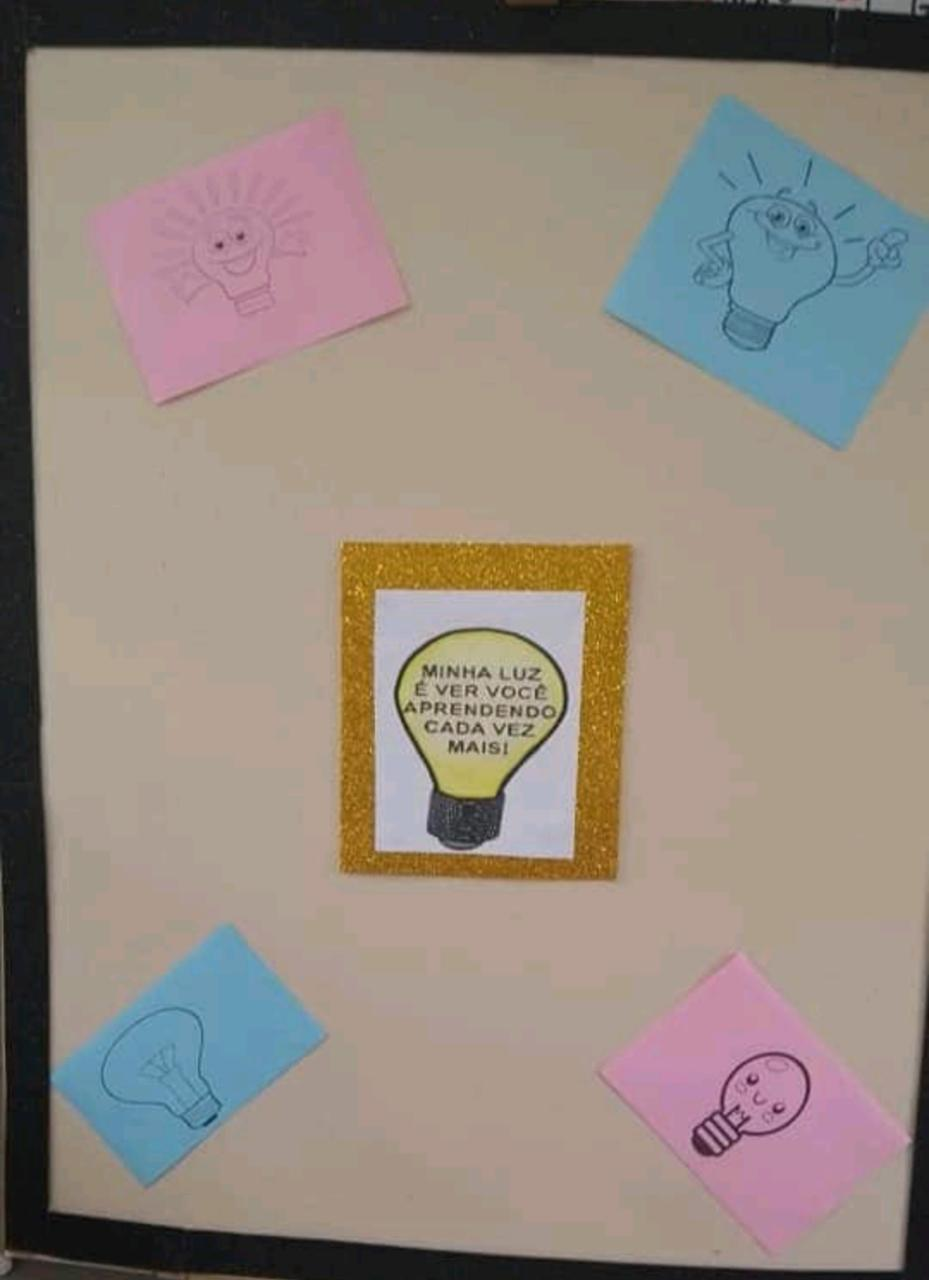 MINHA LUZ
É VER VOCÊ
APRENDENDO
CADA VEZ
MAIS!